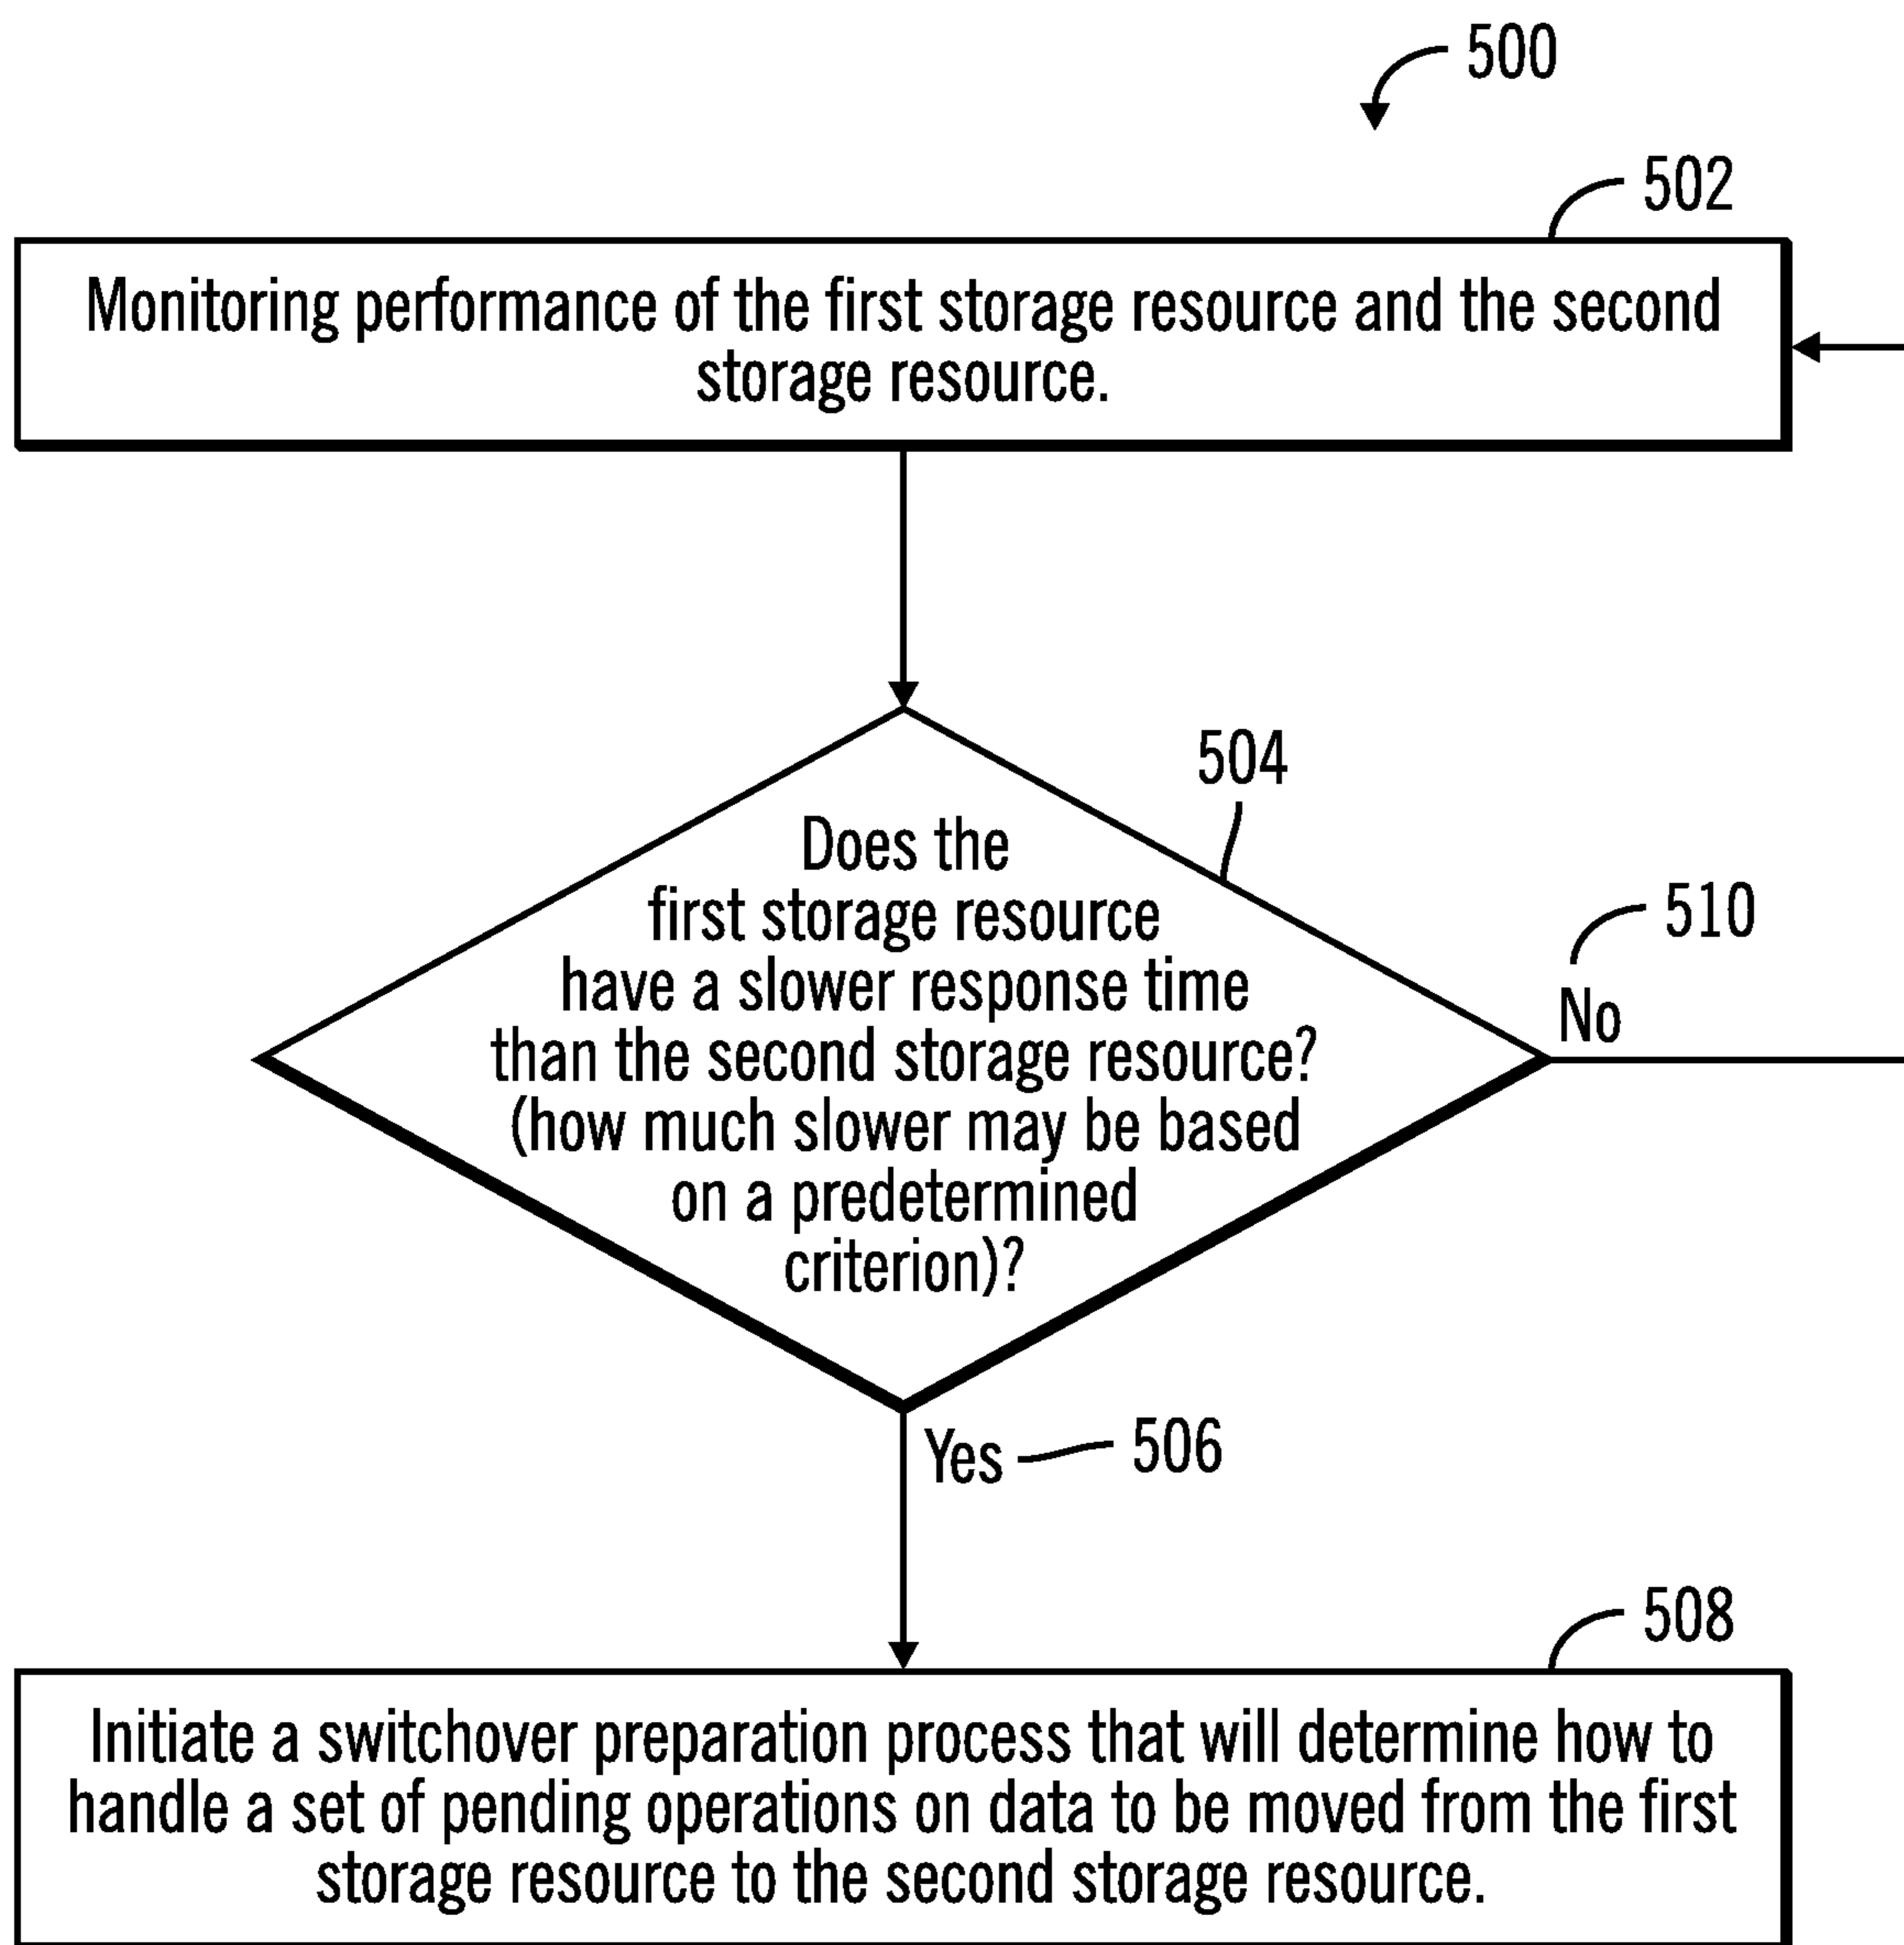 500
502
Monitoring performance of the first storage resource and the second
storage resource.
504
Does the
first storage resource
have a slower response time
than the second storage resource?
(how much slower may be based
on a predetermined
criterion)?
510
No
Yes
506
508
Initiate a switchover preparation process that will determine how to
handle a set of pending operations on data to be moved from the first
storage resource to the second storage resource.